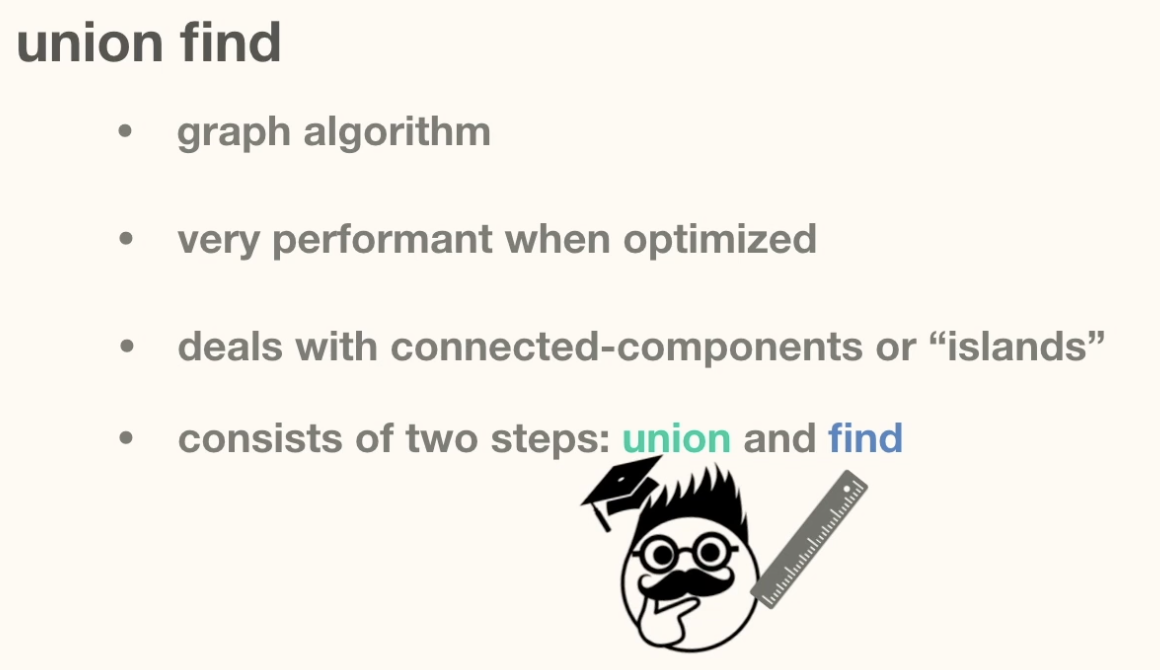 union find
• graph algorithm
• very performant when optimized
• deals with connected-components or “islands”
• consists of two steps: union and find